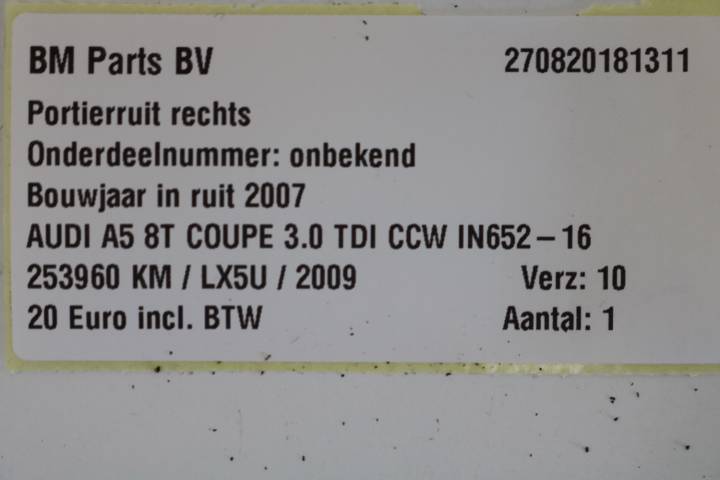 BM Parts BV 270820181311
Portierruit rechts
Onderdeelnummer: onbekend
Bouwjaar in ruit 2007
AUDI A5 8T COUPE 3.0 TDI CCW IN652-16
253960 KM / LX5U / 2009 Verz: 10
20 Euro incl. BTW Aantal: 1